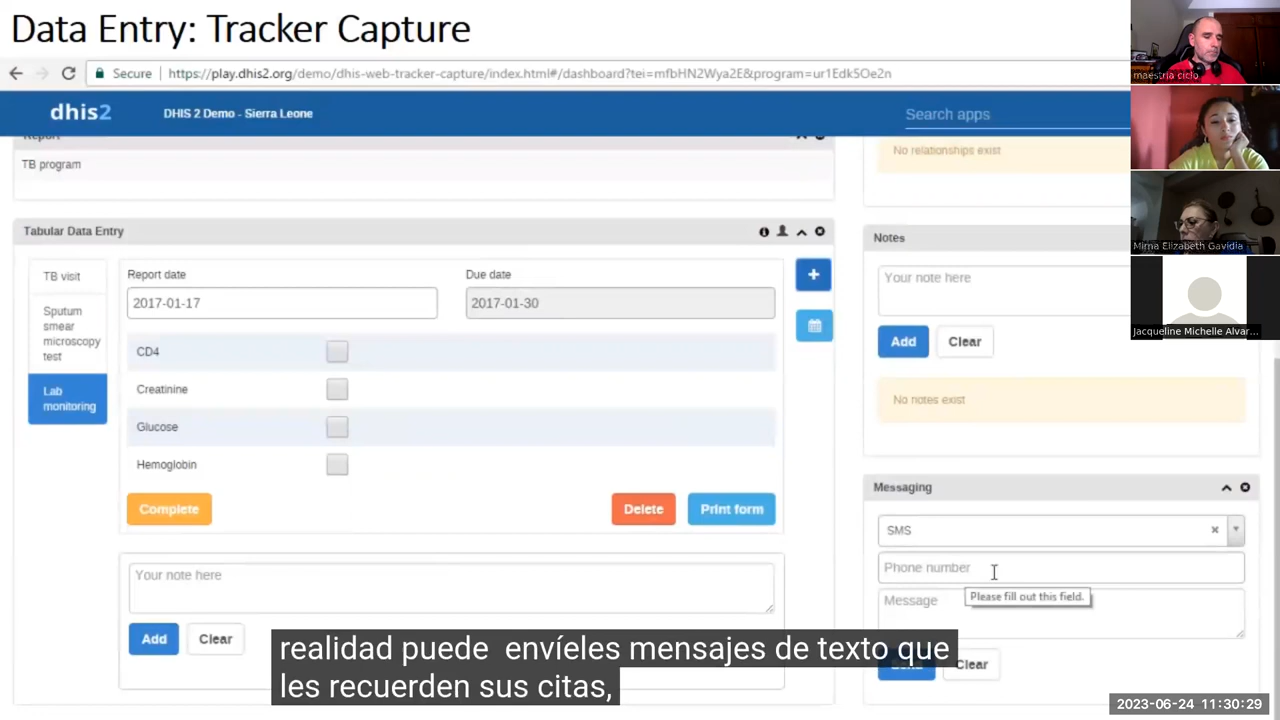 Data Entry: Tracker Capture
maestria ciclo
Secure
https://play.dhis2.org/demo/dhis-web-tracke
e/index.html#/dashboard?tei=mfbHN2Wya2E&program=ur1Edk5Oe2n
dhis2
DHIS 2 Demo - Sierra Leone
Search apps
Report
TB program
No relationships exist
Tabular Data Entry
TB visit
Sputum
smear
microscopy
test
Lab
monitoring
Report date
Due date
2017-01-17
2017-01-30
CD4
Creatinine
Glucose
Hemoglobin
Complete
Delete
Print form
Your note here
Add
Clear
Notes
Your note here
Add
Clear
No notes exist
Messaging
SMS
Phone number
Please fill out this field.
Message
Send
Clear
Mirna Elizabeth Gavidia
Jacqueline Michelle Alvar...
realidad puede envíeles mensajes de texto que
les recuerden sus citas,
2023-06-24 11:30:29